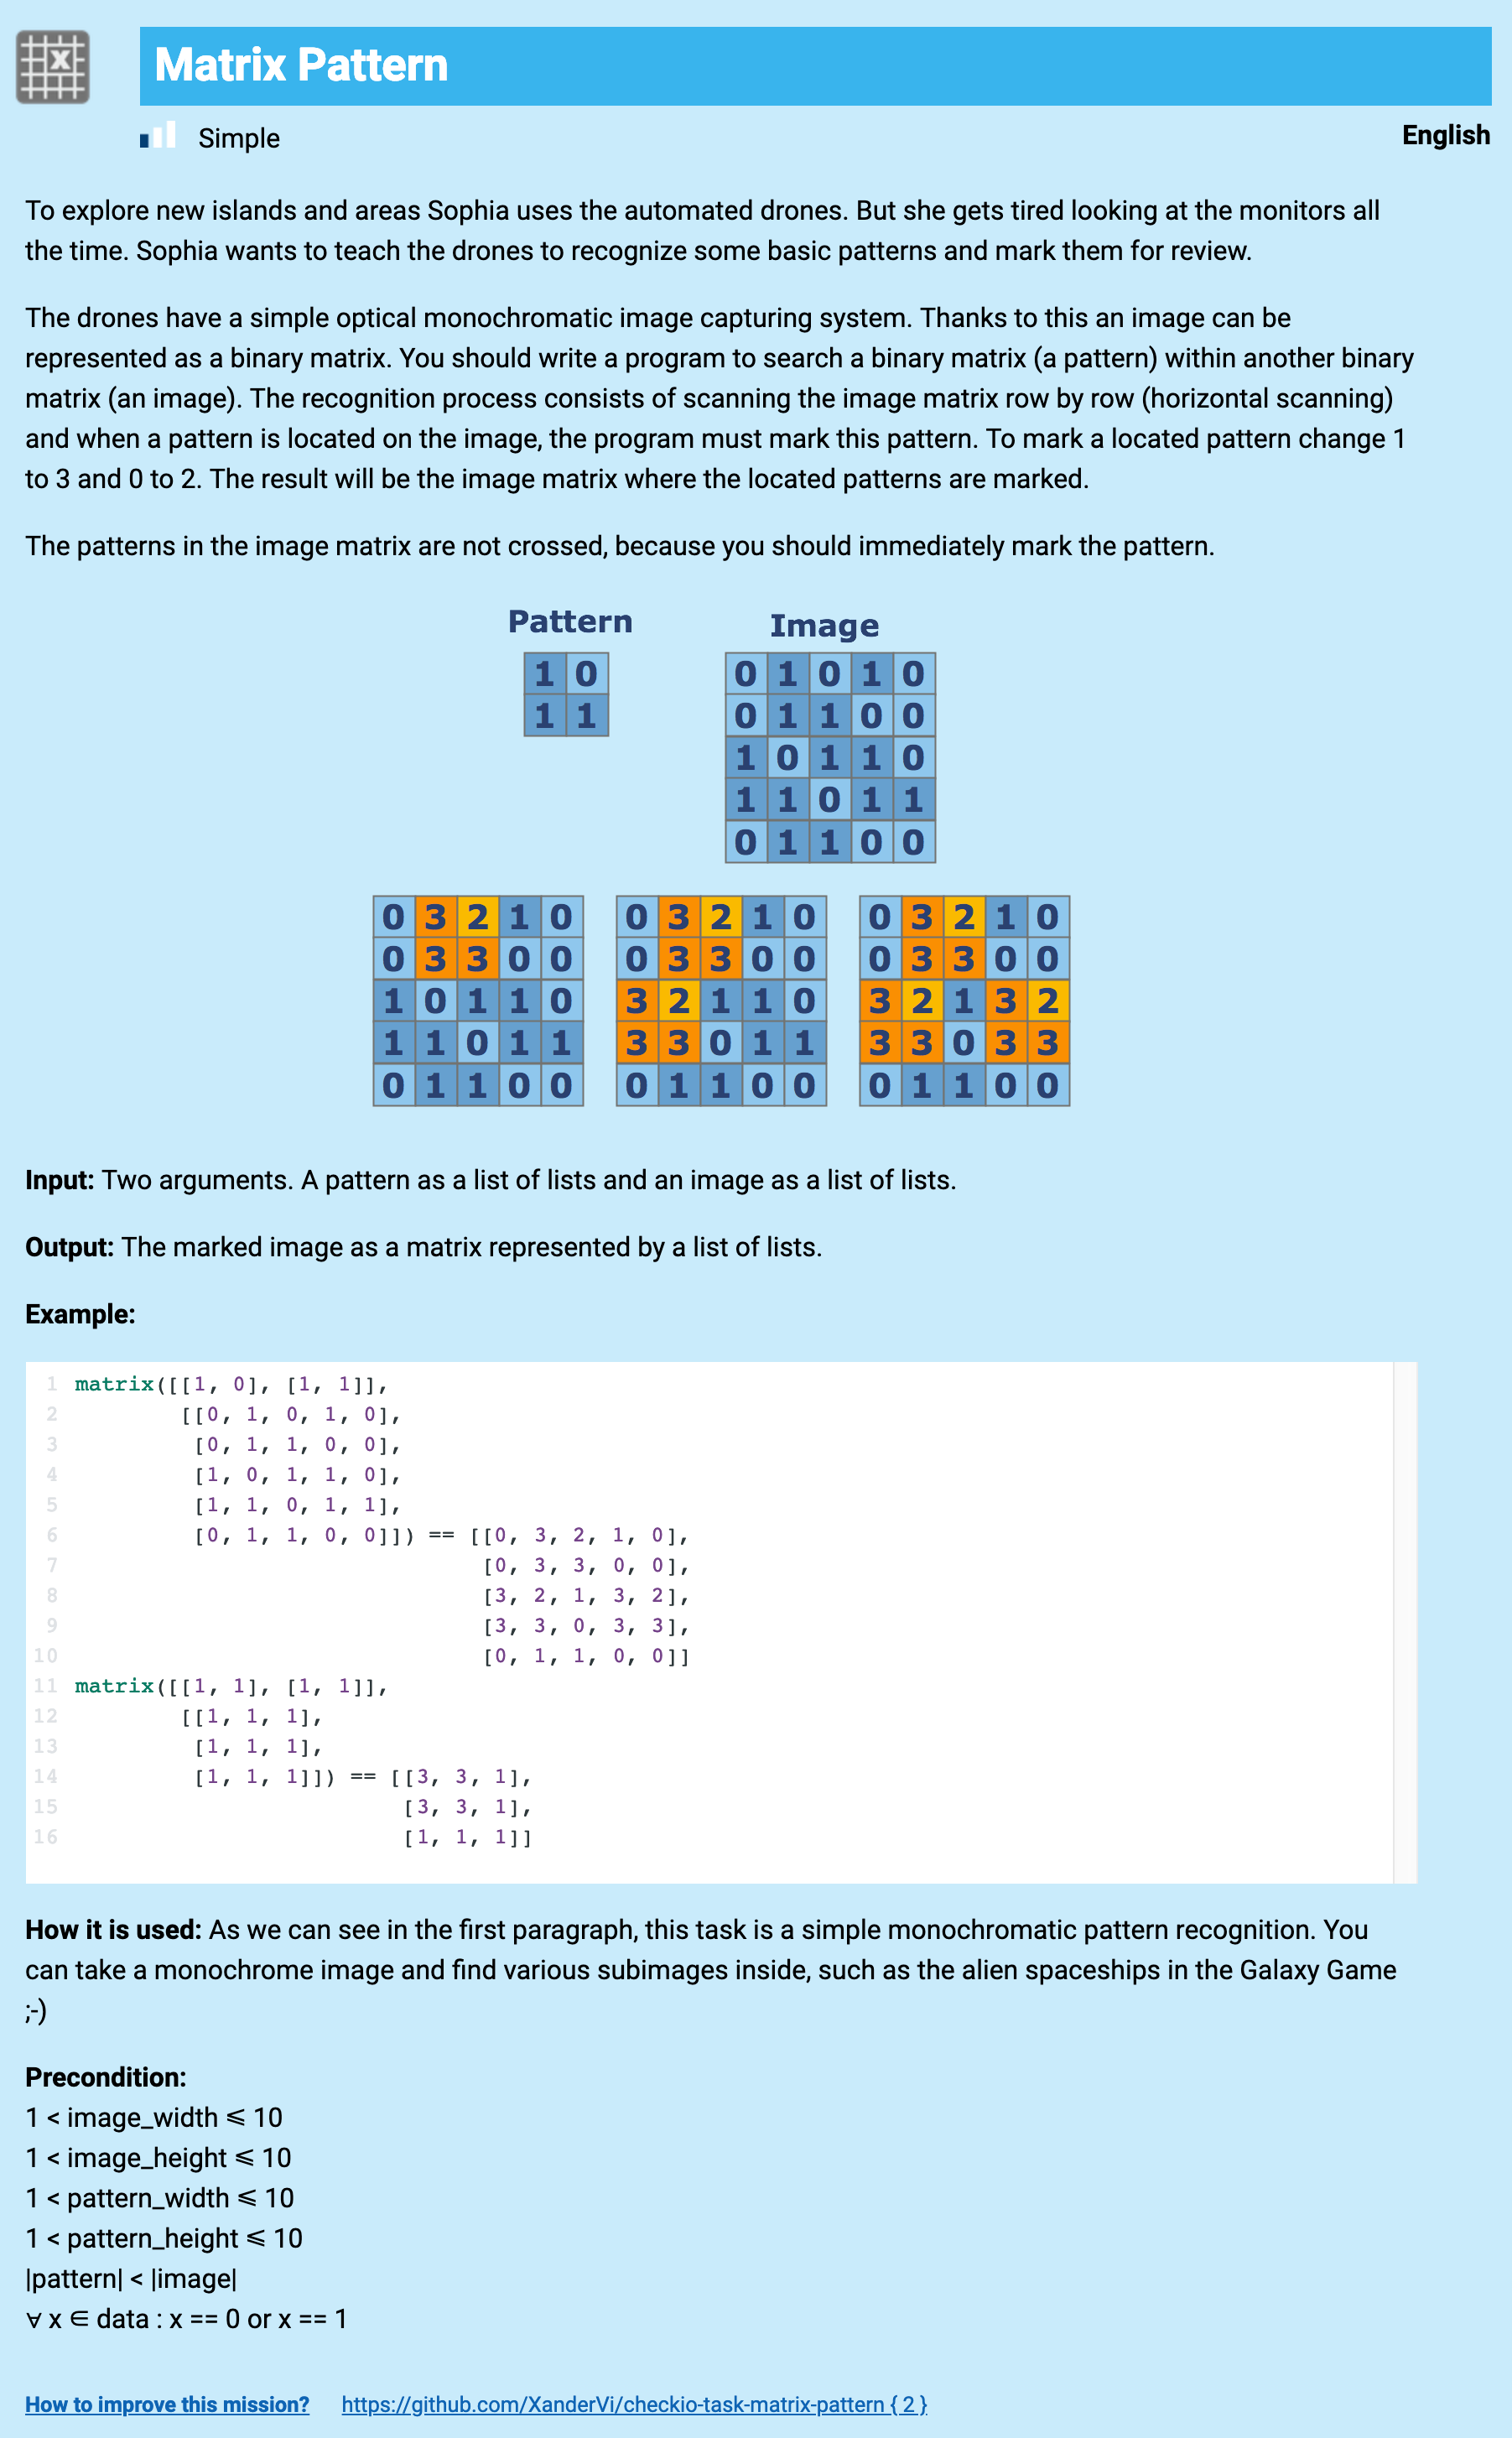 x
Matrix Pattern
Simple
English
To explore new islands and areas Sophia uses the automated drones. But she gets tired looking at the monitors all
the time. Sophia wants to teach the drones to recognize some basic patterns and mark them for review.
The drones have a simple optical monochromatic image capturing system. Thanks to this an image can be
represented as a binary matrix. You should write a program to search a binary matrix (a pattern) within another binary
matrix (an image). The recognition process consists of scanning the image matrix row by row (horizontal scanning)
and when a pattern is located on the image, the program must mark this pattern. To mark a located pattern change 1
to 3 and 0 to 2. The result will be the image matrix where the located patterns are marked.
The patterns in the image matrix are not crossed, because you should immediately mark the pattern.
Pattern
1 0
1 1
Image
0 1 0 1 0
0 1 1 0 0
1 0 1 1 0
1 1 0 1 1
0 1 1 0 0
0 3 2 1 0
0 3 3 0 0
1 0 1 1 0
1 1 0 1 1
0 1 1 0 0
0 3 2 1 0
0 3 3 0 0
3 2 1 1 0
3 3 0 1 1
0 1 1 0 0
0 3 2 1 0
0 3 3 0 0
3 2 1 3 2
3 3 0 3 3
0 1 1 0 0
Input: Two arguments. A pattern as a list of lists and an image as a list of lists.
Output: The marked image as a matrix represented by a list of lists.
Example:
1 matrix([[1, 0], [1, 1]],
2 [[0, 1, 0, 1, 0],
3 [0, 1, 1, 0, 0],
4 [1, 0, 1, 1, 0],
5 [1, 1, 0, 1, 1],
6 [0, 1, 1, 0, 0]]) == [[0, 3, 2, 1, 0],
7 [0, 3, 3, 0, 0],
8 [3, 2, 1, 3, 2],
9 [3, 3, 0, 3, 3],
10 [0, 1, 1, 0, 0]]
11 matrix([[1, 1], [1, 1]],
12 [[1, 1, 1],
13 [1, 1, 1],
14 [1, 1, 1]]) == [[3, 3, 1],
15 [3, 3, 1],
16 [1, 1, 1]]
How it is used: As we can see in the first paragraph, this task is a simple monochromatic pattern recognition. You
can take a monochrome image and find various subimages inside, such as the alien spaceships in the Galaxy Game
;-)
Precondition:
1 < image_width ⩽ 10
1 < image_height ⩽ 10
1 < pattern_width ⩽ 10
1 < pattern_height ⩽ 10
|pattern| < |image|
∀ x ∈ data : x == 0 or x == 1
How to improve this mission? https://github.com/XanderVi/checkio-task-matrix-pattern { 2 }